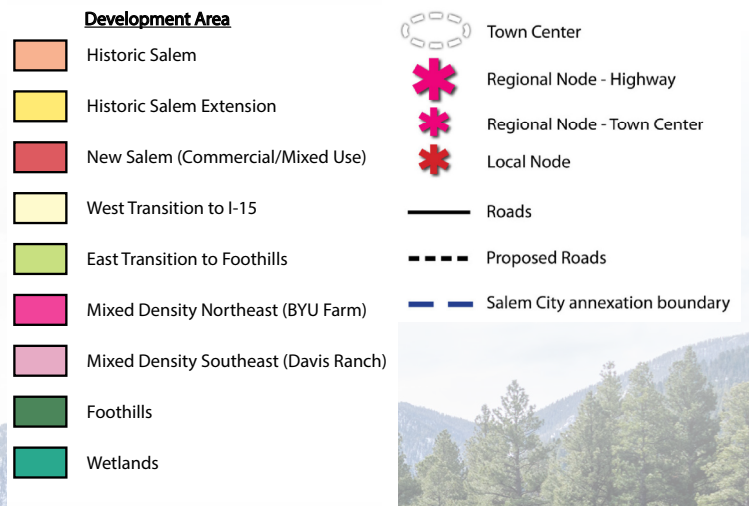 Development Area
Historic Salem
Historic Salem Extension
New Salem (Commercial/Mixed Use)
West Transition to I-15
East Transition to Foothills
Mixed Density Northeast (BYU Farm)
Mixed Density Southeast (Davis Ranch)
Foothills
Wetlands
Town Center
Regional Node - Highway
Regional Node - Town Center
Local Node
Roads
Proposed Roads
Salem City annexation boundary